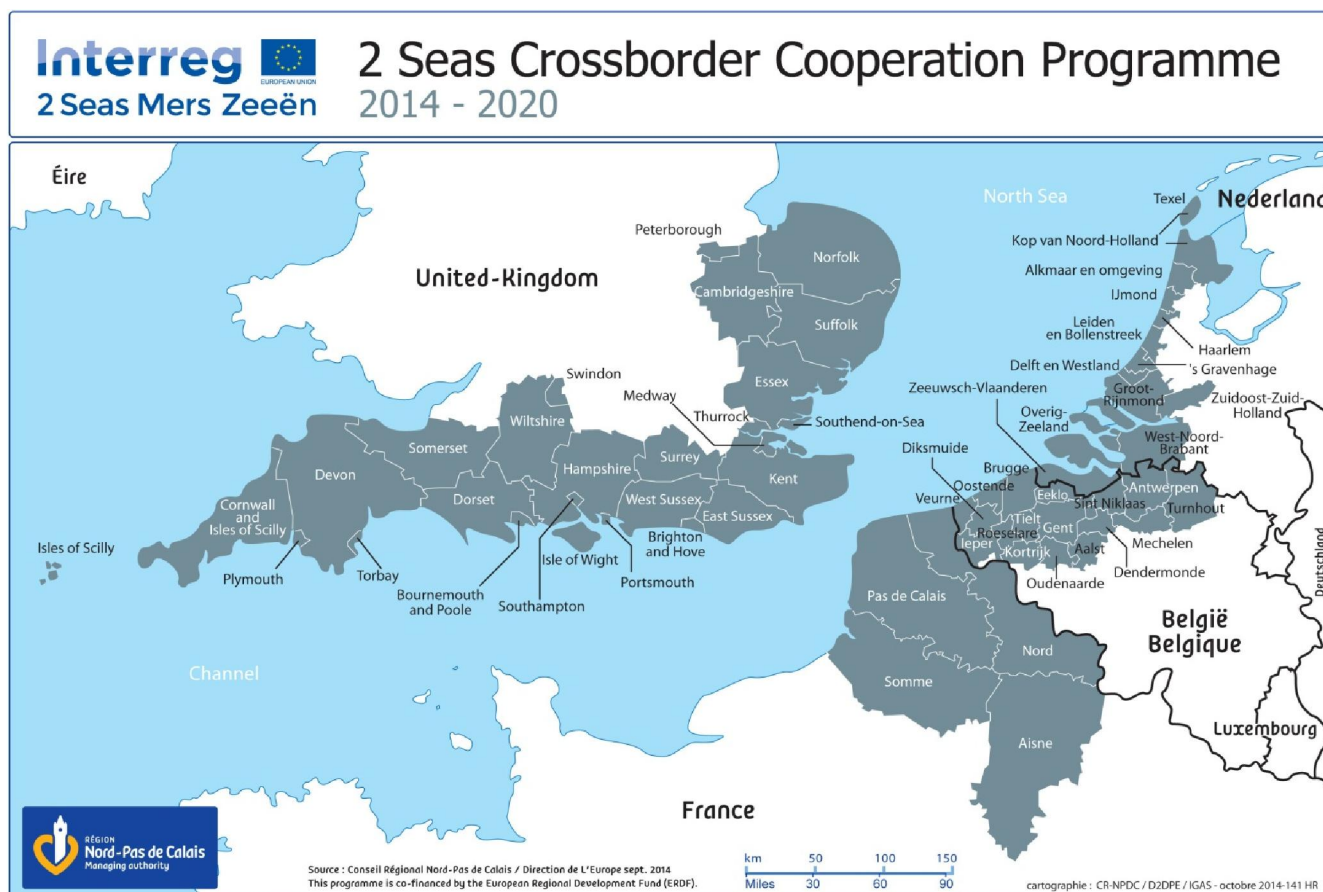 Interreg
EUROPEAN UNION
2 Seas Mers Zeeën
2 Seas Crossborder Cooperation Programme
2014 - 2020
Éire
United-Kingdom
North Sea
Nederland
Texel
Kop van Noord-Holland
Alkmaar en omgeving
IJmond
Leiden
en Bollenstreek
Haarlem
Delft en Westland
's Gravenhage
Groot-
Rijnmond
Zuidoost-Zuid-
Holland
Zeeuwsch-Vlaanderen
Overig-
Zeeland
West-Noord-
Brabant
Peterborough
Norfolk
Cambridgeshire
Suffolk
Essex
Swindon
Medway
Thurrock
Southend-on-Sea
Wiltshire
Somerset
Hampshire
Surrey
Kent
Devon
Dorset
West Sussex
East Sussex
Cornwall
and
Isles of Scilly
Isles of Scilly
Plymouth
Torbay
Bournemouth
and Poole
Southampton
Isle of Wight
Portsmouth
Brighton
and Hove
Diksmuide
Brugge
Oostende
Veurne
Eeklo
Antwerpen
Sint Niklaas
Turnhout
Tielt
Gent
Roeselare
Ieper
Kortrijk
Aalst
Mechelen
Dendermonde
Oudenaarde
Pas de Calais
Nord
Somme
Aisne
België
Belgique
Deutschland
Luxembourg
France
Channel
RÉGION
Nord-Pas de Calais
Managing authority
Source : Conseil Régional Nord-Pas de Calais / Direction de L'Europe sept. 2014
This programme is co-financed by the European Regional Development Fund (ERDF).
km 50 100 150
Miles 30 60 90
cartographie : CR-NPDC / D2DPE / IGAS - octobre 2014-141 HR